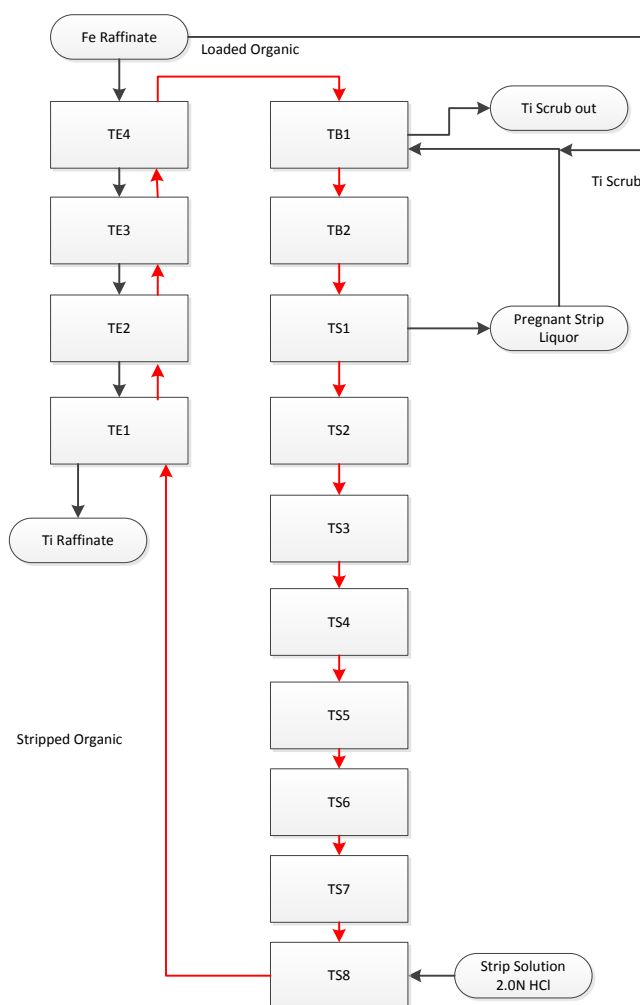 Fe Raffinate
Loaded Organic
TE4
TB1
Ti Scrub out
Ti Scrub
TE3
TB2
TE2
TS1
Pregnant Strip
Liquor
TE1
TS2
TS3
Ti Raffinate
TS4
TS5
Stripped Organic
TS6
TS7
TS8
Strip Solution
2.0N HCl